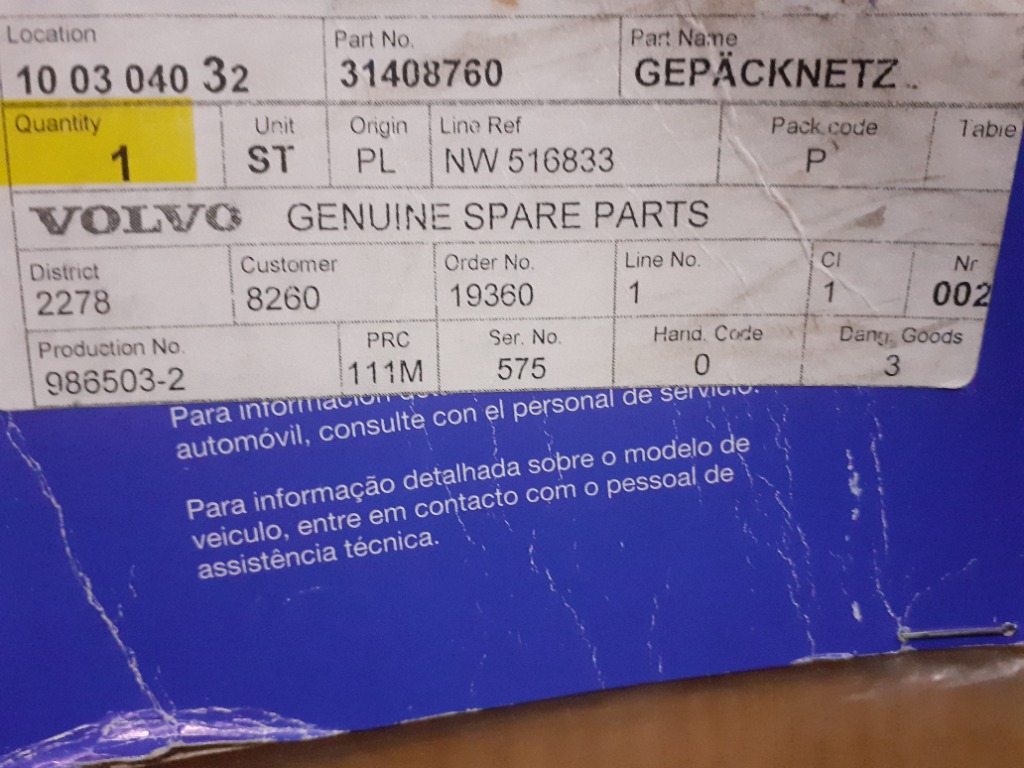 Location Part No. Part Name
10 03 040 32 31408760 GEPÄCKNETZ
Quantity Unit Origin Line Ref Pack code Table
1 ST PL NW 516833 P
VOLVO GENUINE SPARE PARTS
District Customer Order No. Line No. Cl Nr
2278 8260 19360 1 1 002
Production No. PRC Ser. No. Hand. Code Dang. Goods
986503-2 111M 575 0 3
Para información
automóvil, consulte con el personal de servicio.
Para informação detalhada sobre o modelo de
veiculo, entre em contacto com o pessoal de
assistência técnica.